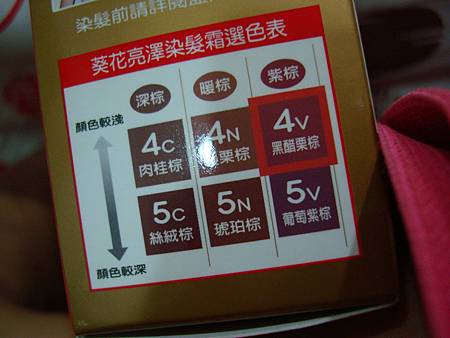 染髮前請詳閱盒
葵花亮澤染髮霜選色表
深棕 暖棕 紫棕
顏色較淺
4C 4N 4V
肉桂棕 栗棕 黑醋栗棕
5C 5N 5V
絲絨棕 琥珀棕 葡萄紫棕
顏色較深